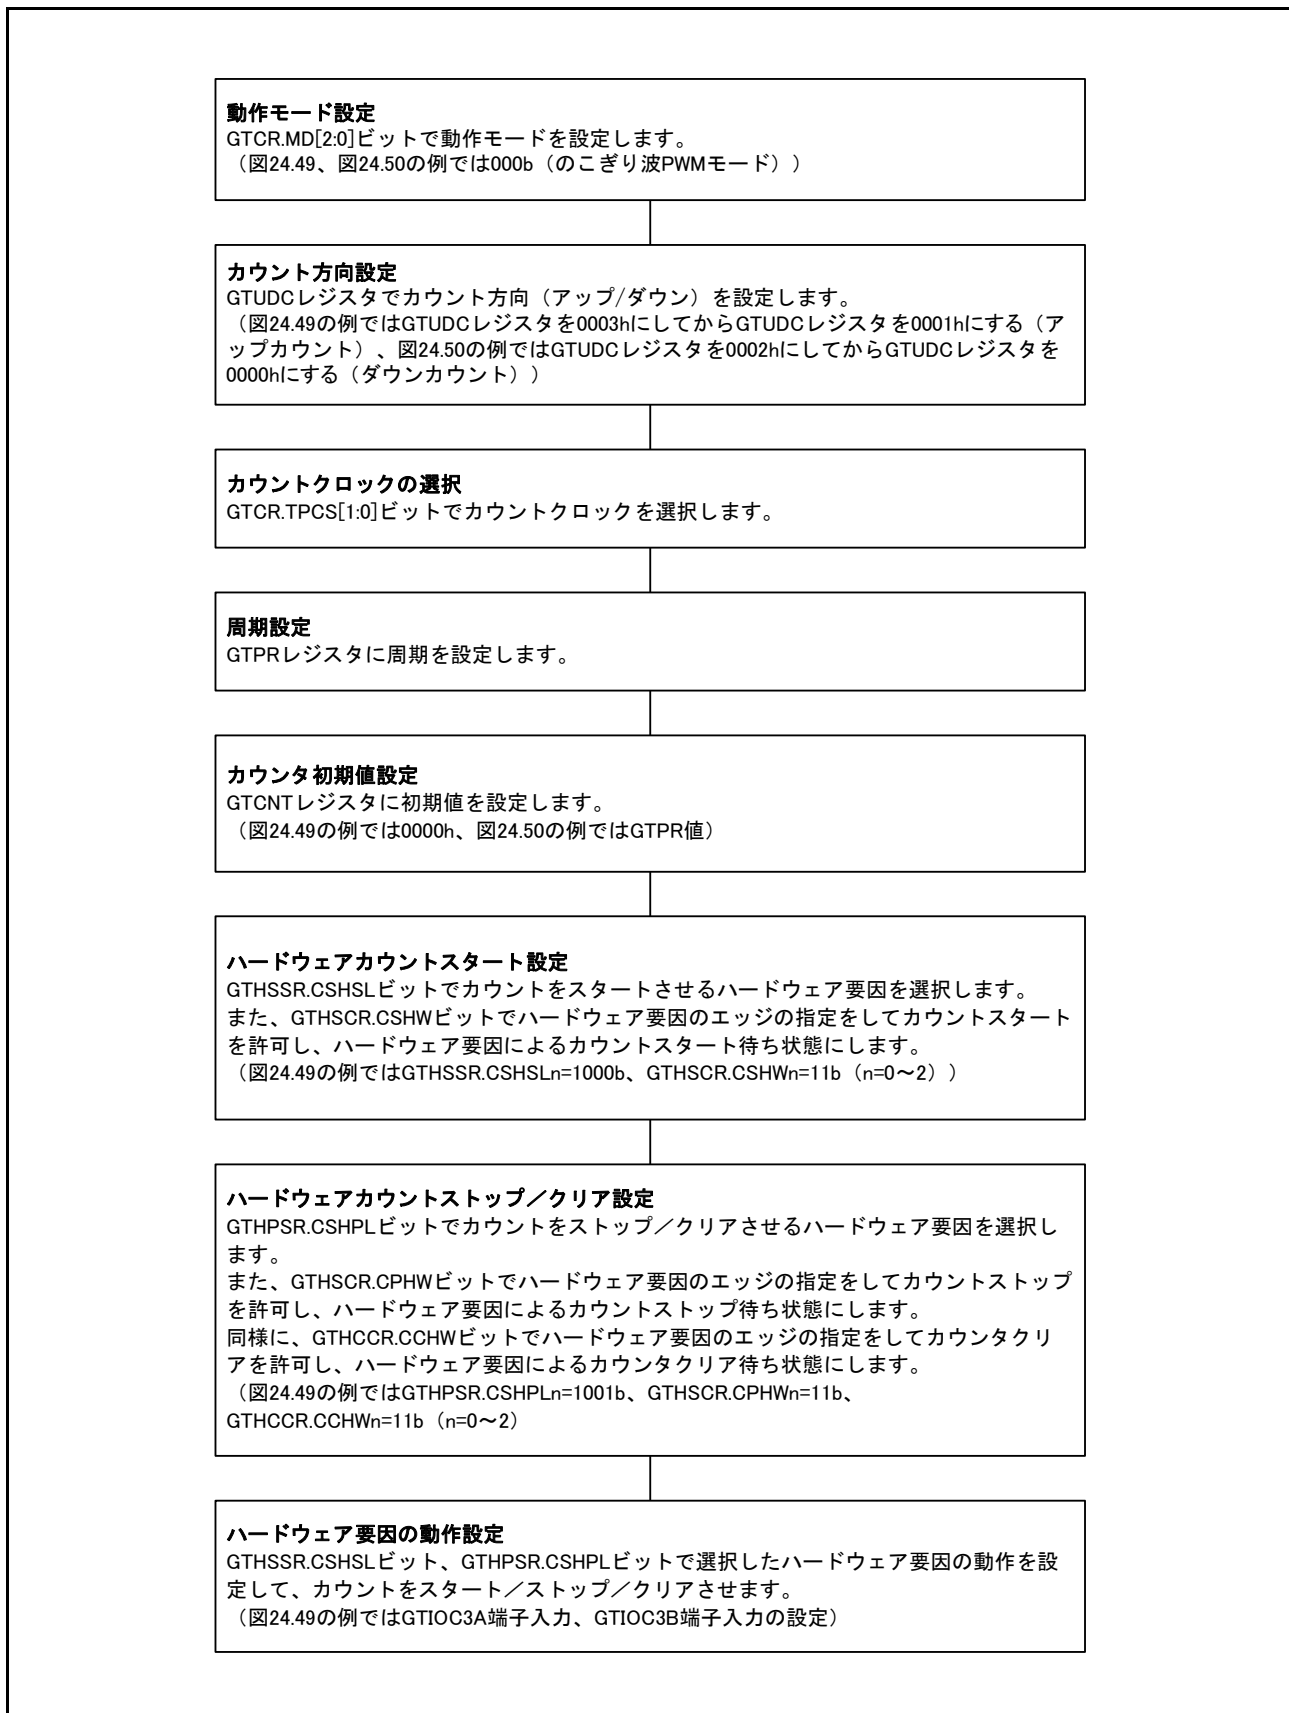 動作モード設定
GTCR.MD[2:0]ビットで動作モードを設定します。
（図24.49、図24.50の例では000b（のこぎり波PWMモード））
カウント方向設定
GTUDCレジスタでカウント方向（アップ/ダウン）を設定します。
（図24.49の例ではGTUDCレジスタを0003hにしてからGTUDCレジスタを0001hにする（ア
ップカウント）、図24.50の例ではGTUDCレジスタを0002hにしてからGTUDCレジスタを
0000hにする（ダウンカウント））
カウントクロックの選択
GTCR.TPCS[1:0]ビットでカウントクロックを選択します。
周期設定
GTPRレジスタに周期を設定します。
カウンタ初期値設定
GTCNTレジスタに初期値を設定します。
（図24.49の例では0000h、図24.50の例ではGTPR値）
ハードウェアカウントスタート設定
GTHSSR.CSHSLビットでカウントをスタートさせるハードウェア要因を選択します。
また、GTHSCR.CSHWビットでハードウェア要因のエッジの指定をしてカウントスタート
を許可し、ハードウェア要因によるカウントスタート待ち状態にします。
（図24.49の例ではGTHSSR.CSHSLn=1000b、GTHSCR.CSHWn=11b（n=0～2））
ハードウェアカウントストップ／クリア設定
GTHPSR.CSHPLビットでカウントをストップ／クリアさせるハードウェア要因を選択し
ます。
また、GTHSCR.CPHWビットでハードウェア要因のエッジの指定をしてカウントストップ
を許可し、ハードウェア要因によるカウントストップ待ち状態にします。
同様に、GTHCCR.CCHWビットでハードウェア要因のエッジの指定をしてカウンタクリ
アを許可し、ハードウェア要因によるカウンタクリア待ち状態にします。
（図24.49の例ではGTHPSR.CSHPLn=1001b、GTHSCR.CPHWn=11b、
GTHCCR.CCHWn=11b（n=0～2）
ハードウェア要因の動作設定
GTHSSR.CSHSLビット、GTHPSR.CSHPLビットで選択したハードウェア要因の動作を設
定して、カウントをスタート／ストップ／クリアさせます。
（図24.49の例ではGTIOC3A端子入力、GTIOC3B端子入力の設定）